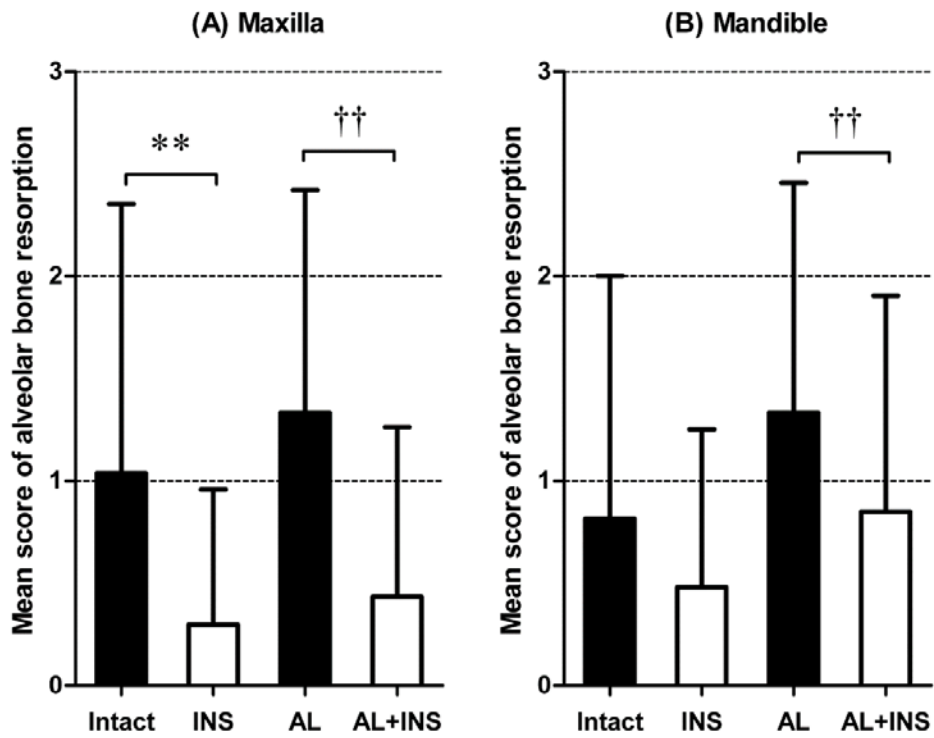 (A) Maxilla
Mean score of alveolar bone resorption
3
2
1
0
**
††
Intact INS AL AL+INS
(B) Mandible
Mean score of alveolar bone resorption
3
2
1
0
††
Intact INS AL AL+INS